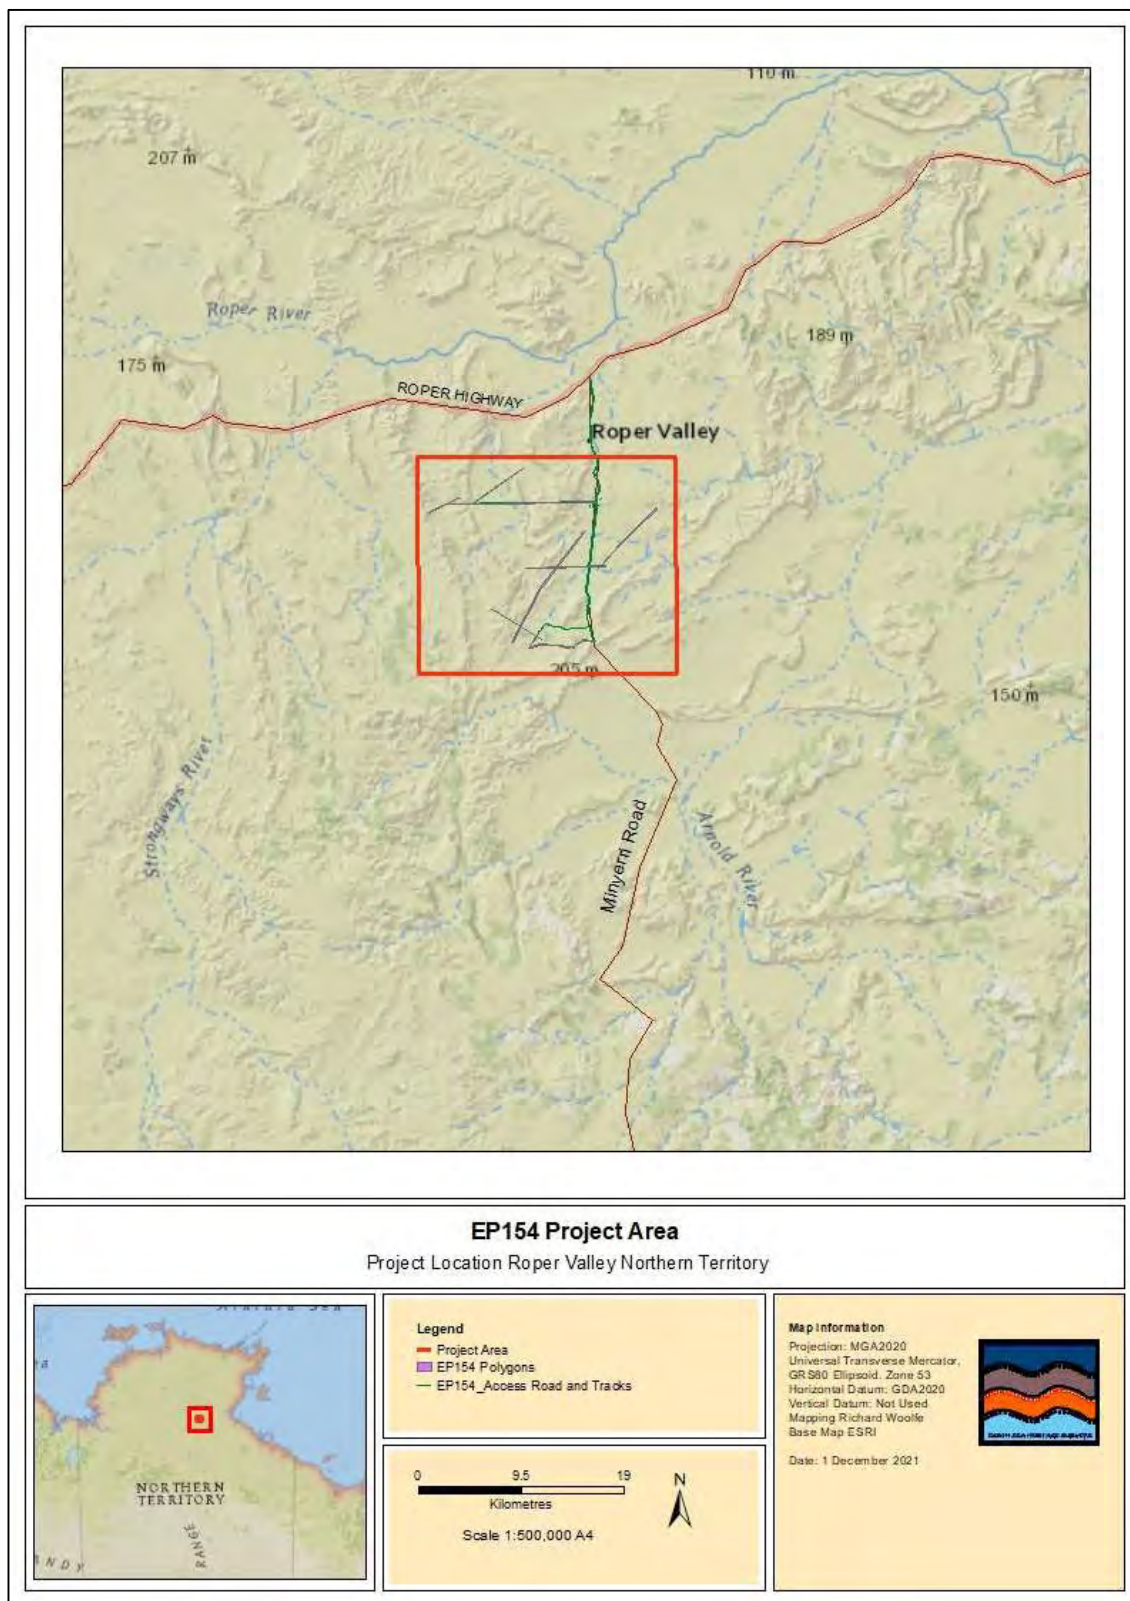 110 m
207 m
Roper River
189 m
175 m
ROPER HIGHWAY
Roper Valley
205 m
150 m
Strongways River
Minyerri Road
Arnold River
EP154 Project Area
Project Location Roper Valley Northern Territory
NORTHERN
TERRITORY
RANGE
NDY
Legend
Project Area
EP154 Polygons
EP154_Access Road and Tracks
0 9.5 19
Kilometres
Scale 1:500,000 A4
N
Map Information
Projection: MGA2020
Universal Transverse Mercator,
GRS80 Ellipsoid. Zone 53
Horizontal Datum: GDA2020
Vertical Datum: Not Used
Mapping Richard Woolfe
Base Map ESRI
Date: 1 December 2021